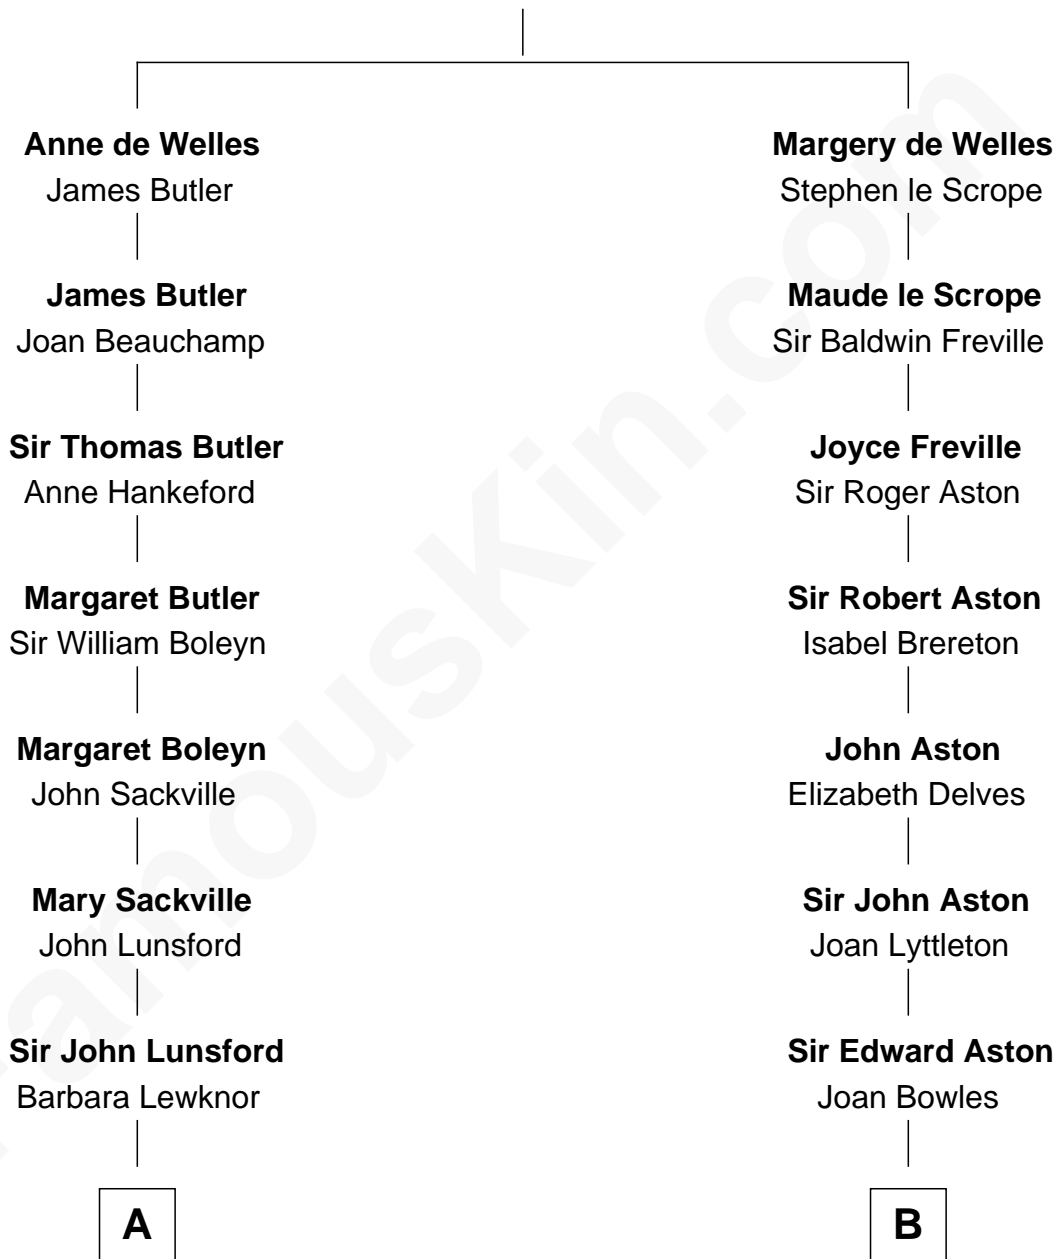 Anne de Welles
James Butler
James Butler
Joan Beauchamp
Sir Thomas Butler
Anne Hankeford
Margaret Butler
Sir William Boleyn
Margaret Boleyn
John Sackville
Mary Sackville
John Lunsford
Sir John Lunsford
Barbara Lewknor
A
Margery de Welles
Stephen le Scrope
Maude le Scrope
Sir Baldwin Freville
Joyce Freville
Sir Roger Aston
Sir Robert Aston
Isabel Brereton
John Aston
Elizabeth Delves
Sir John Aston
Joan Lyttleton
Sir Edward Aston
Joan Bowles
B
FamousKin.com